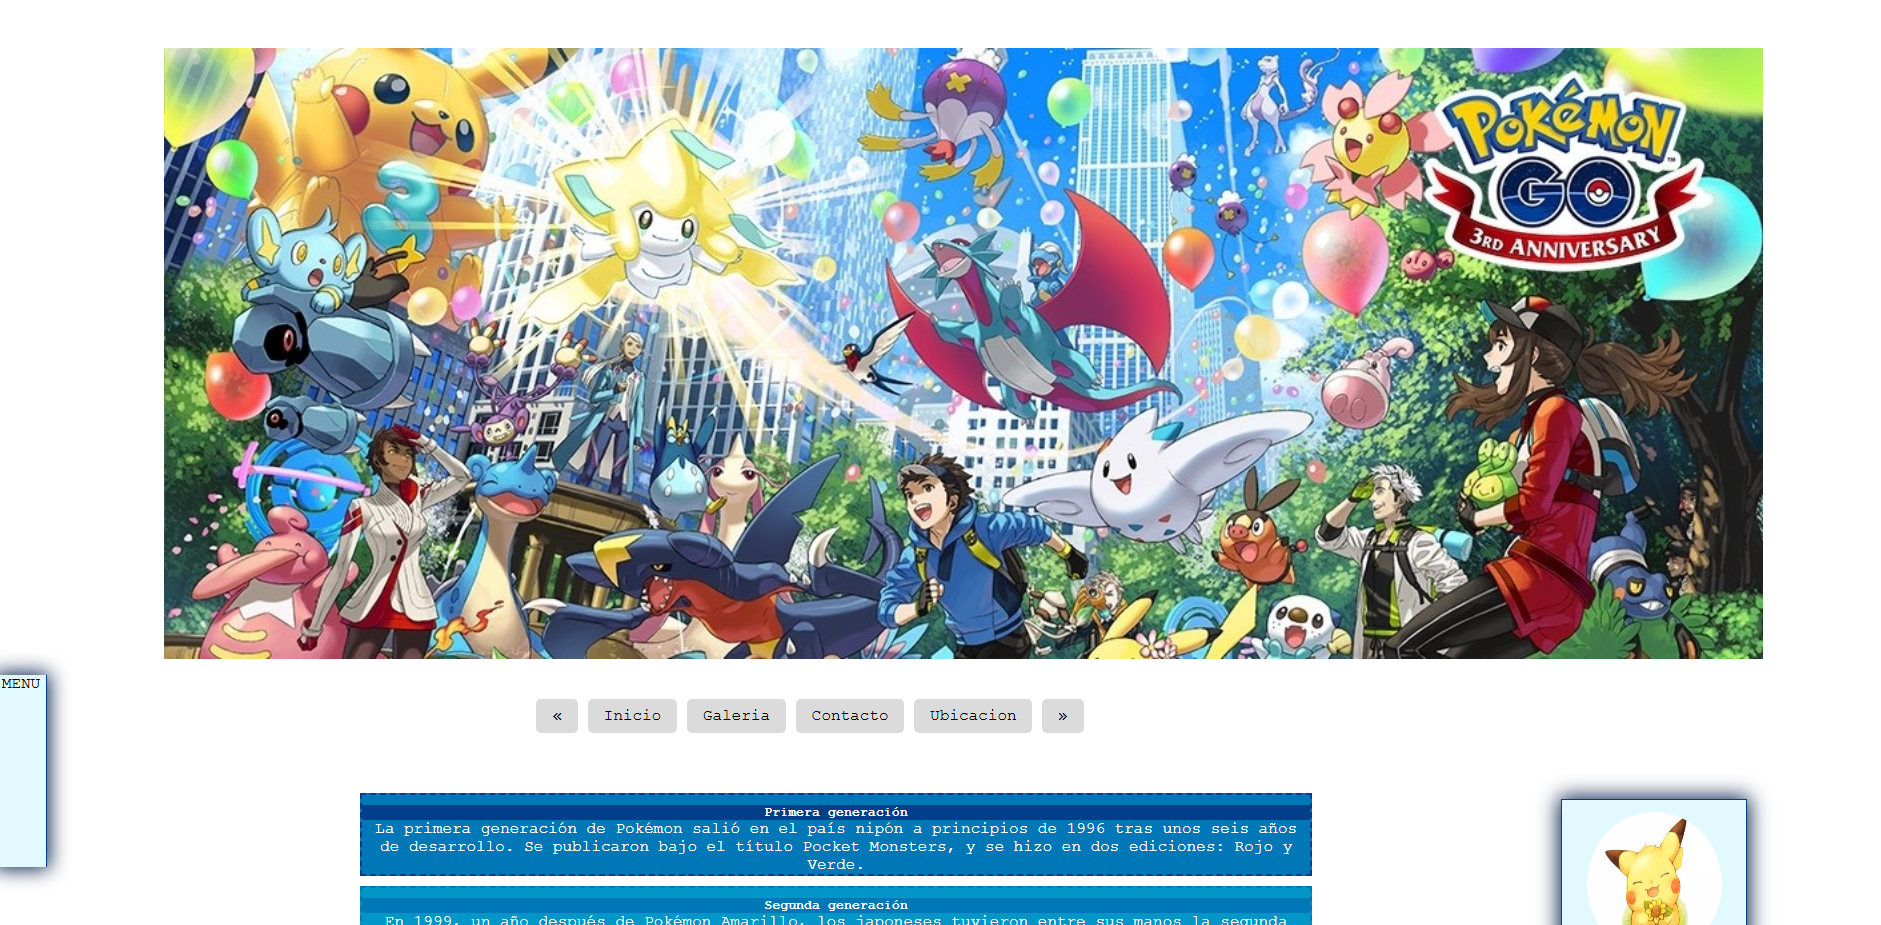 POKéMON
GO
3RD ANNIVERSARY
MENU
« Inicio Galeria Contacto Ubicacion »
Primera generación
La primera generación de Pokémon salió en el país nipón a principios de 1996 tras unos seis años
de desarrollo. Se publicaron bajo el título Pocket Monsters, y se hizo en dos ediciones: Rojo y
Verde.
Segunda generación
En 1999, un año después de Pokémon Amarillo, los japoneses tuvieron entre sus manos la segunda